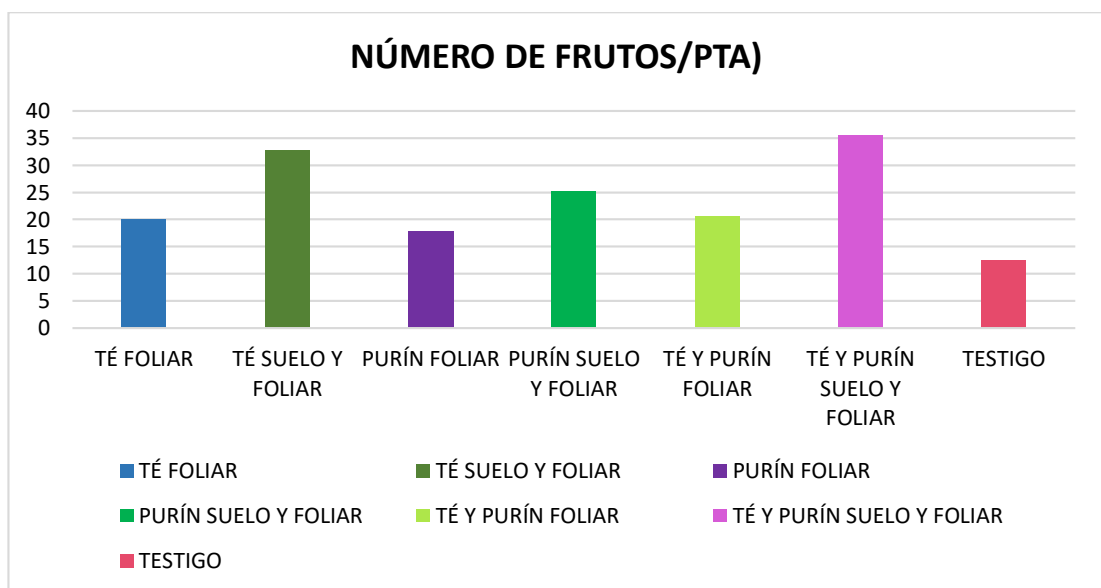 NÚMERO DE FRUTOS/PTA)
40
35
30
25
20
15
10
5
0
TÉ FOLIAR
TÉ SUELO Y
FOLIAR
PURÍN FOLIAR
PURÍN SUELO
Y FOLIAR
TÉ Y PURÍN
FOLIAR
TÉ Y PURÍN
SUELO Y
FOLIAR
TESTIGO
TÉ FOLIAR
TÉ SUELO Y FOLIAR
PURÍN FOLIAR
PURÍN SUELO Y FOLIAR
TÉ Y PURÍN FOLIAR
TÉ Y PURÍN SUELO Y FOLIAR
TESTIGO